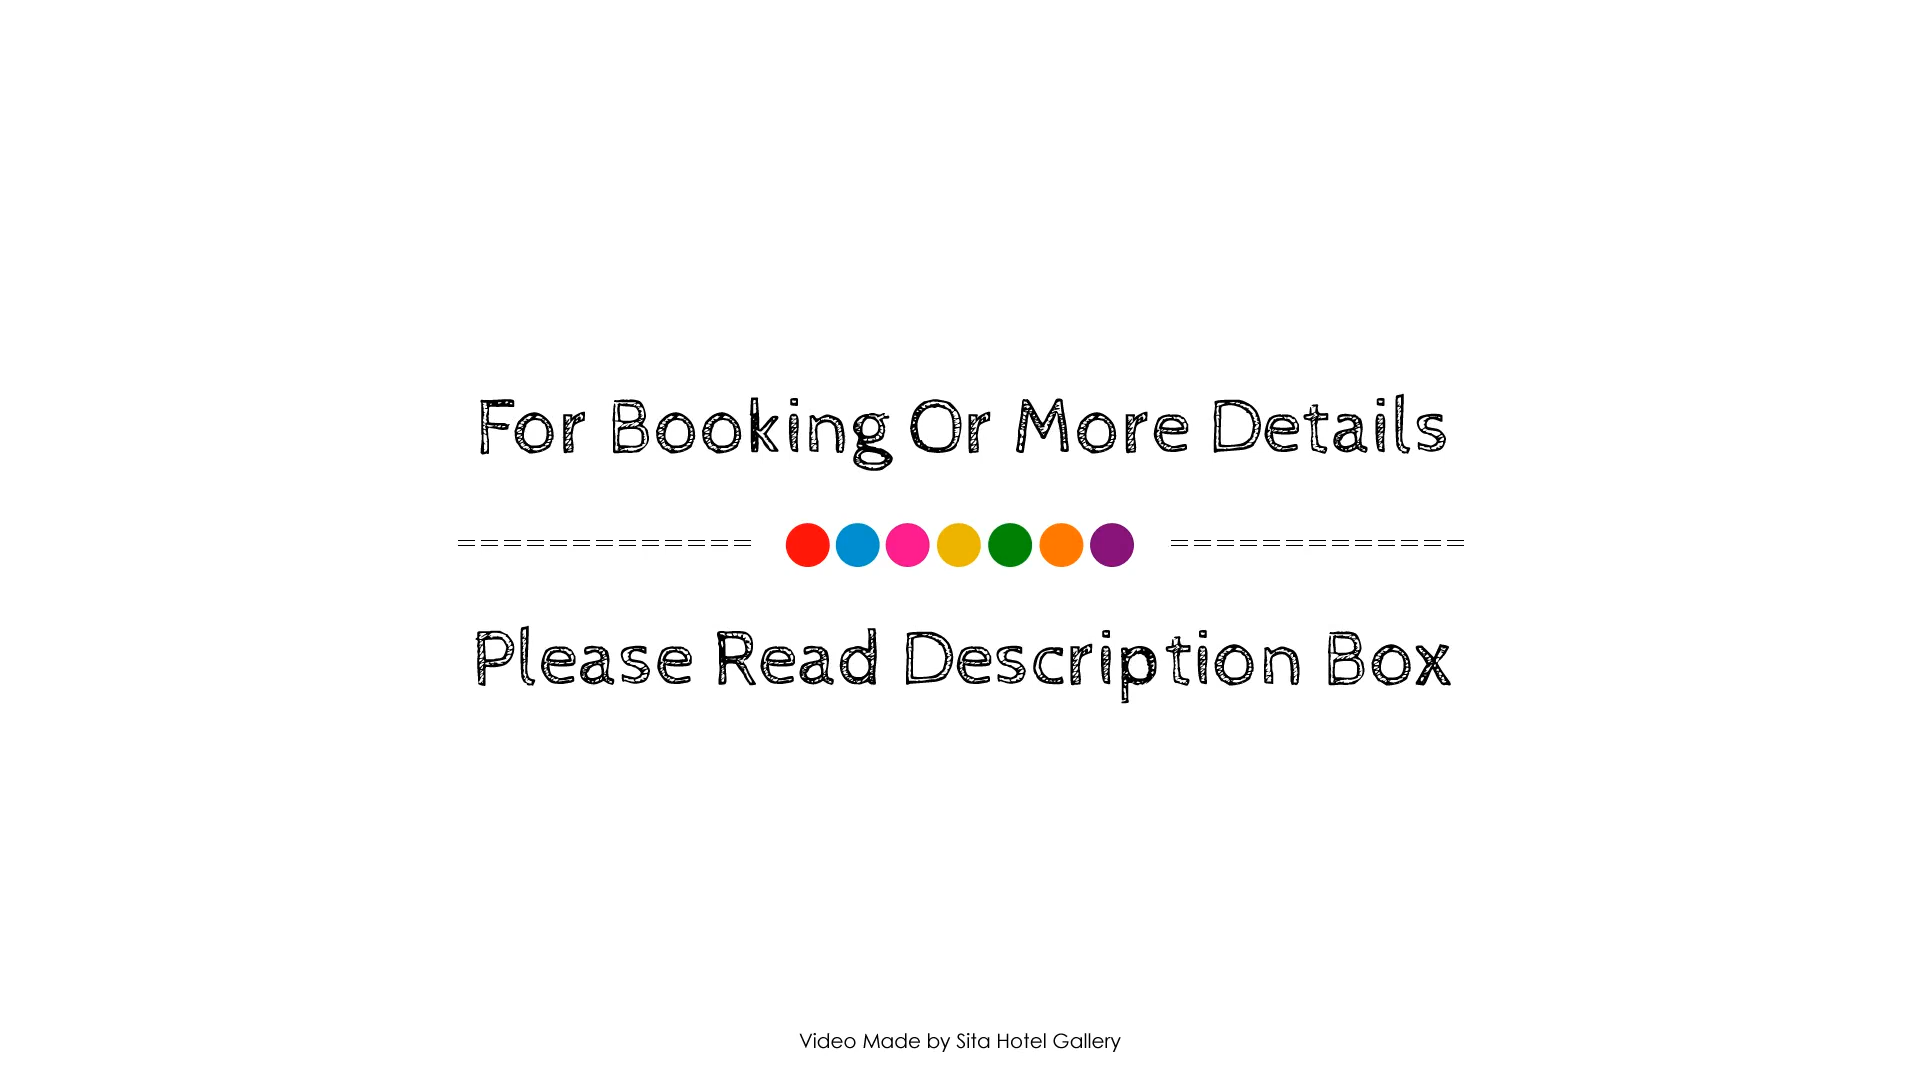 For Booking Or More Details
============= =============
Please Read Description Box
Video Made by Sita Hotel Gallery